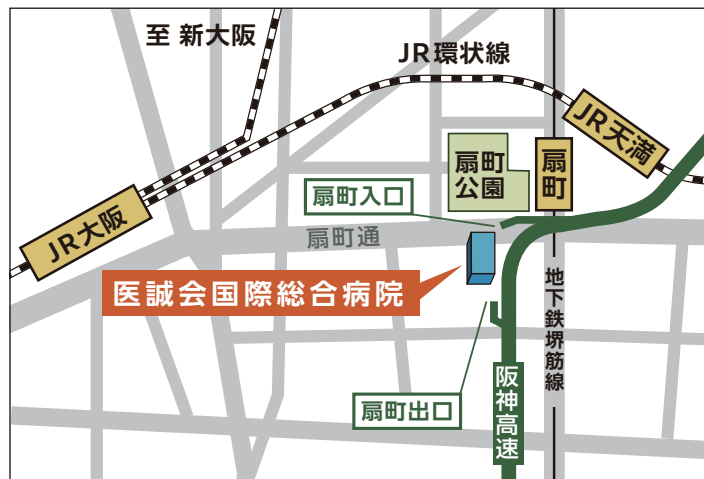 至 新大阪
JR環状線
JR天満
扇町
公園
扇町
扇町入口
JR大阪
扇町通
医誠会国際総合病院
地下鉄堺筋線
阪神高速
扇町出口